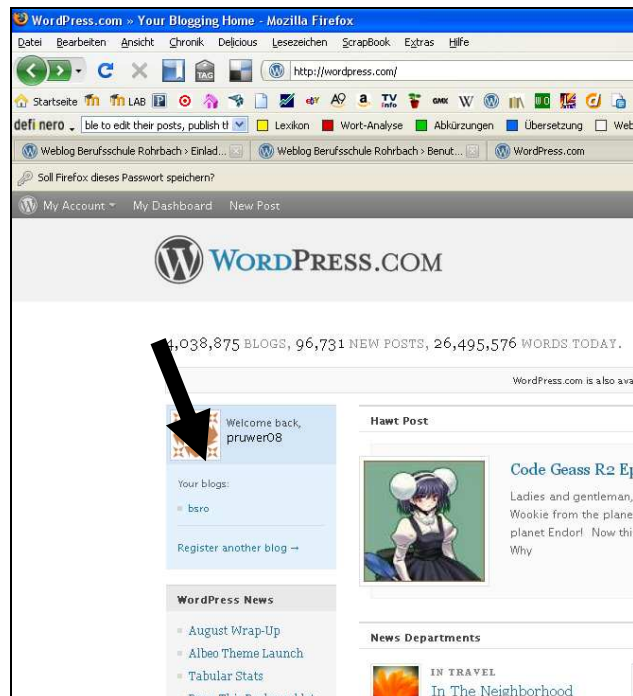 WordPress.com » Your Blogging Home - Mozilla Firefox
Datei Bearbeiten Ansicht Chronik Delicious Lesezeichen ScrapBook Extras Hilfe
TAG http://wordpress.com/
Startseite LAB eBY A9 a. TV Info GMX W
defi nero ble to edit their posts, publish th Lexikon Wort-Analyse Abkürzungen Übersetzung Web
Weblog Berufsschule Rohrbach › Einlad... Weblog Berufsschule Rohrbach › Benut... WordPress.com
Soll Firefox dieses Passwort speichern?
My Account My Dashboard New Post
WORDPRESS.COM
4,038,875 BLOGS, 96,731 NEW POSTS, 26,495,576 WORDS TODAY.
WordPress.com is also ava
Welcome back,
pruwer08
Your blogs:
bsro
Register another blog →
WordPress News
August Wrap-Up
Albeo Theme Launch
Tabular Stats
Hawt Post
Code Geass R2 Ep
Ladies and gentleman,
Wookie from the plane
planet Endor! Now thi
Why
News Departments
IN TRAVEL
In The Neighborhood